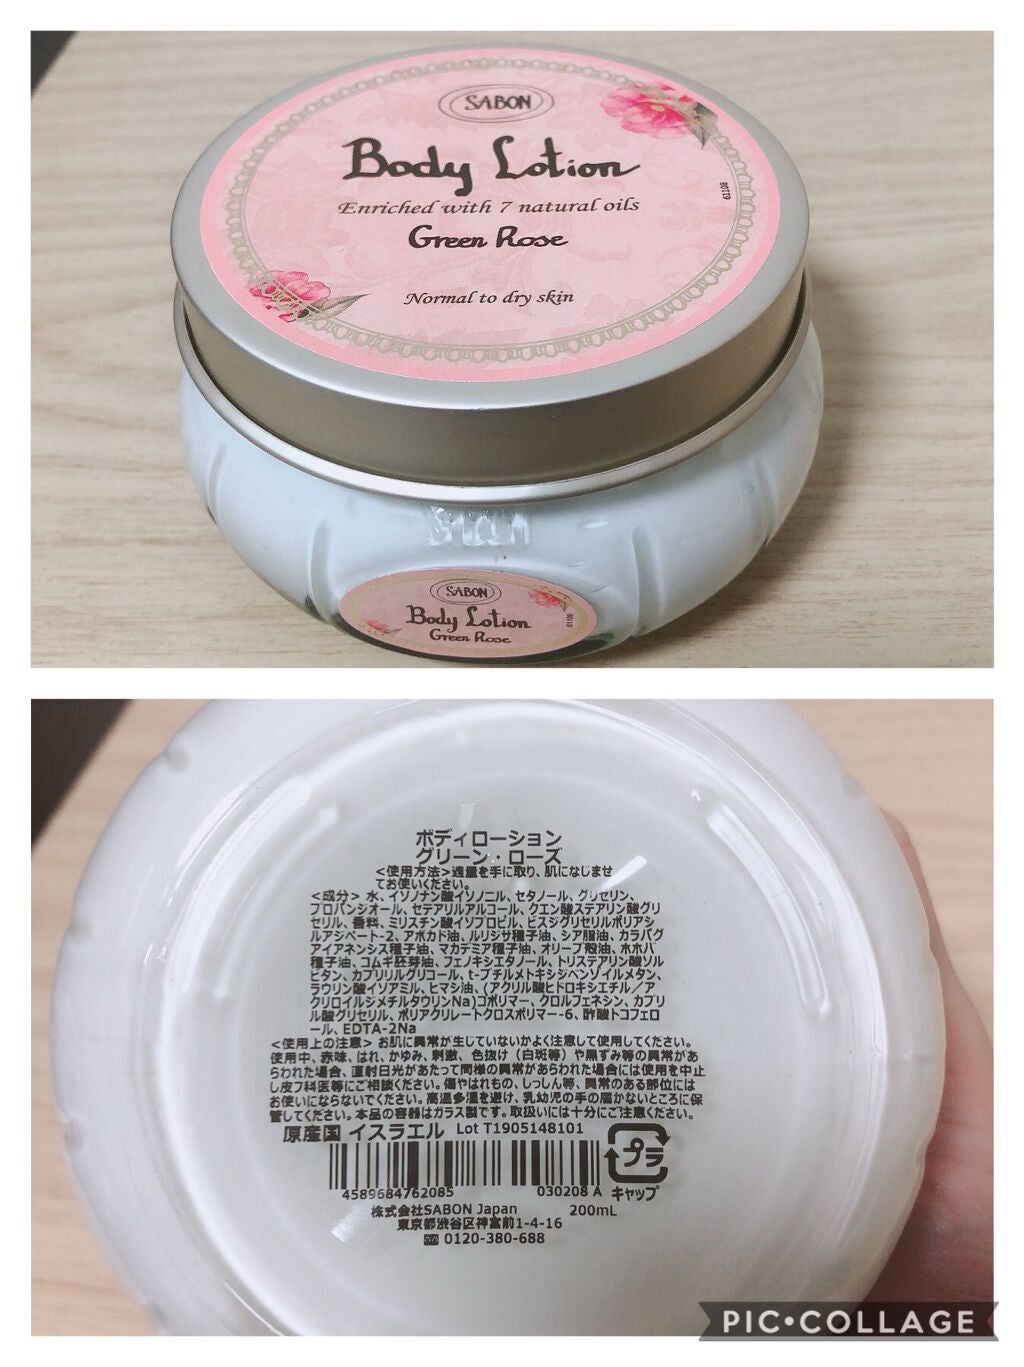 SABON
Body Lotion
Enriched with 7 natural oils
Green Rose
Normal to dry skin
61108
SABON
Body Lotion
Green Rose
61109
ボディローション
グリーン・ローズ
<使用方法>適量を手に取り、肌になじませ
てお使いください。
<成分> 水、イソノナン酸イソノニル、セタノール、グリセリン、
プロパンジオール、セテアリルアルコール、クエン酸ステアリン酸グリ
セリル、香料、ミリスチン酸イソプロピル、ビスジグリセリルポリアシ
ルアジペート-2、アボカド油、ルリジサ種子油、シア脂油、カラパグ
アイアネンシス種子油、マカデミア種子油、オリーブ殻油、ホホバ
種子油、コムギ胚芽油、フェノキシエタノール、トリステアリン酸ソル
ビタン、カプリリルグリコール、t-ブチルメトキシジベンゾイルメタン、
ラウリン酸イソアミル、ヒマシ油、(アクリル酸ヒドロキシエチル/ア
クリロイルジメチルタウリンNa)コポリマー、クロルフェネシン、カプリ
ル酸グリセリル、ポリアクリレートクロスポリマー-6、酢酸トコフェロ
ール、EDTA-2Na
<使用上の注意> お肌に異常が生じていないかよく注意して使用してください。
使用中、赤味、はれ、かゆみ、刺激、色抜け(白斑等)や黒ずみ等の異常があ
らわれた場合、直射日光があたって同様の異常があらわれた場合には使用を中止
し皮フ科医等にご相談ください。傷やはれもの、しっしん等、異常のある部位には
お使いにならないでください。高温多湿を避け、乳幼児の手の届かないところに保
管してください。本品の容器はガラス製です。取扱いには十分にご注意ください。
原産国 イスラエル Lot T1905148101
プラ
4589684762085 030208 A キャップ
株式会社SABON Japan 200mL
東京都渋谷区神宮前1-4-16
0120-380-688
PIC•COLLAGE